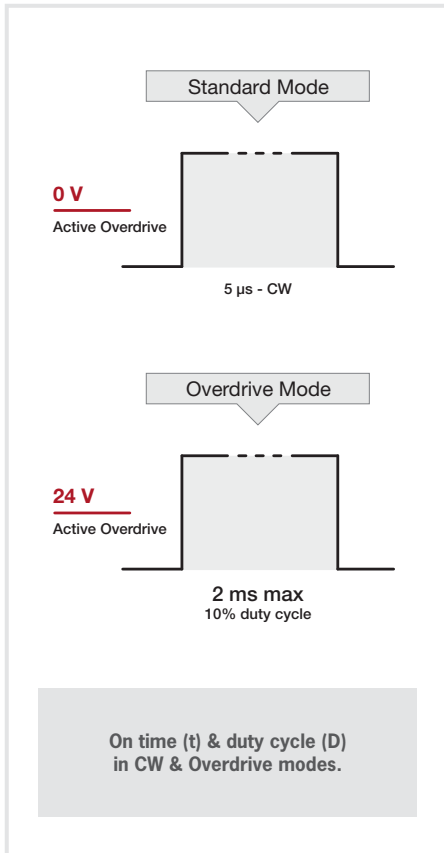 Standard Mode
0 V
Active Overdrive
5 µs - CW
Overdrive Mode
24 V
Active Overdrive
2 ms max
10% duty cycle
On time (t) & duty cycle (D)
in CW & Overdrive modes.